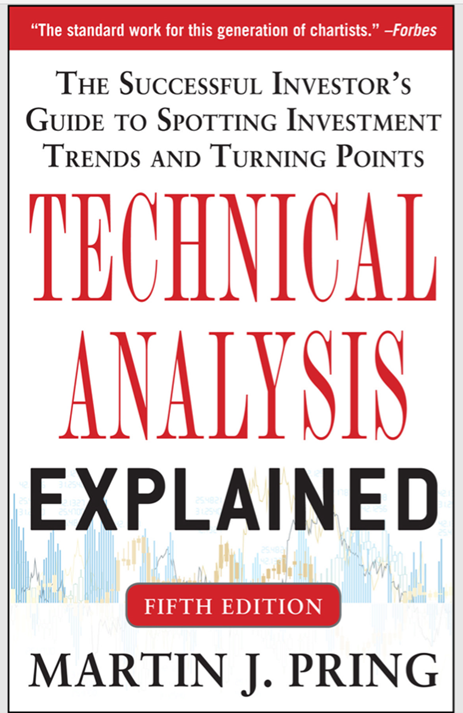 “The standard work for this generation of chartists.” –Forbes
THE SUCCESSFUL INVESTOR’S
GUIDE TO SPOTTING INVESTMENT
TRENDS AND TURNING POINTS
TECHNICAL
ANALYSIS
EXPLAINED
FIFTH EDITION
MARTIN J. PRING